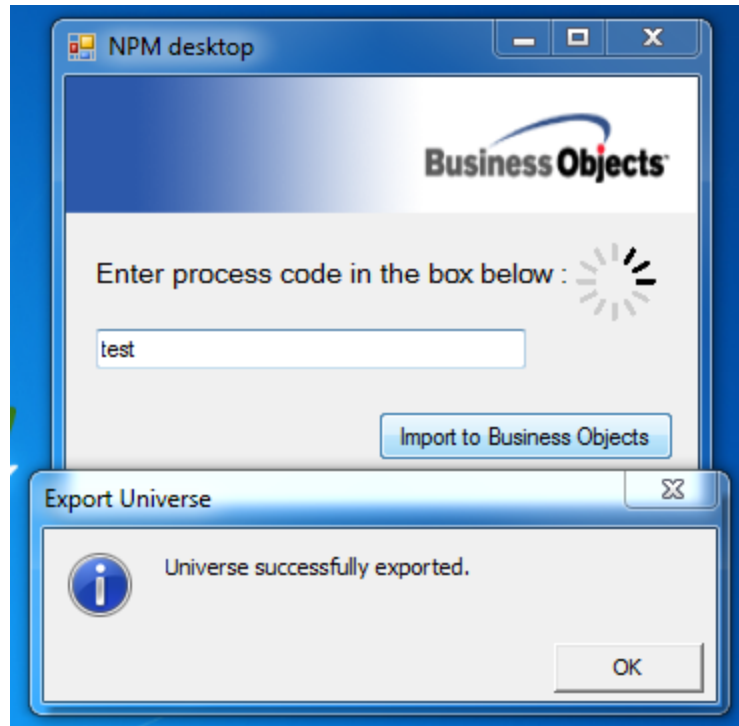 NPM desktop
Business Objects
Enter process code in the box below :
test
Import to Business Objects
Export Universe
Universe successfully exported.
OK